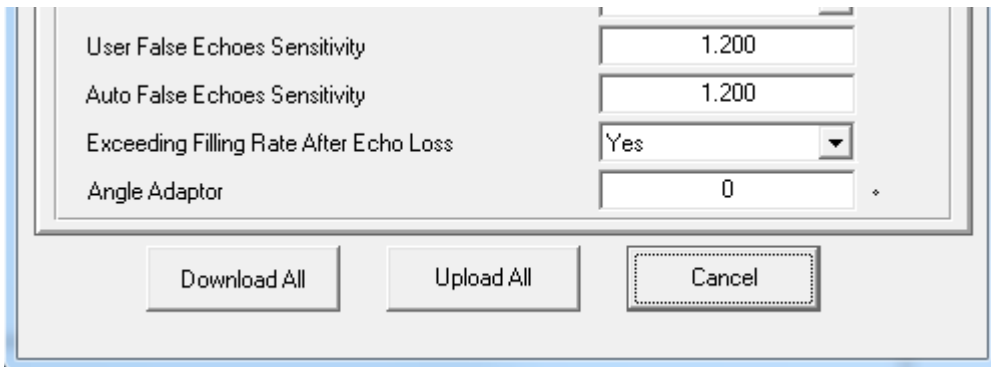 User False Echoes Sensitivity 1.200
Auto False Echoes Sensitivity 1.200
Exceeding Filling Rate After Echo Loss Yes
Angle Adaptor 0 °
Download All Upload All Cancel